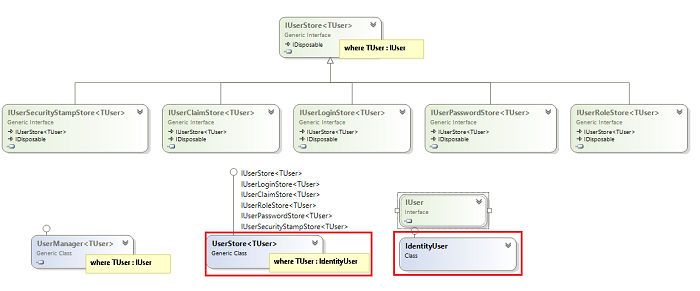 IUserStore<TUser>
Generic Interface
IDisposable
where TUser : IUser
IUserSecurityStampStore<TUser>
Generic Interface
IUserStore<TUser>
IDisposable
IUserClaimStore<TUser>
Generic Interface
IUserStore<TUser>
IDisposable
IUserLoginStore<TUser>
Generic Interface
IUserStore<TUser>
IDisposable
IUserPasswordStore<TUser>
Generic Interface
IUserStore<TUser>
IDisposable
IUserRoleStore<TUser>
Generic Interface
IUserStore<TUser>
IDisposable
IUserStore<TUser>
IUserLoginStore<TUser>
IUserClaimStore<TUser>
IUserRoleStore<TUser>
IUserPasswordStore<TUser>
IUserSecurityStampStore<TUser>
IUser
Interface
UserManager<TUser>
Generic Class
where TUser : IUser
UserStore<TUser>
Generic Class
where TUser : IdentityUser
IdentityUser
Class